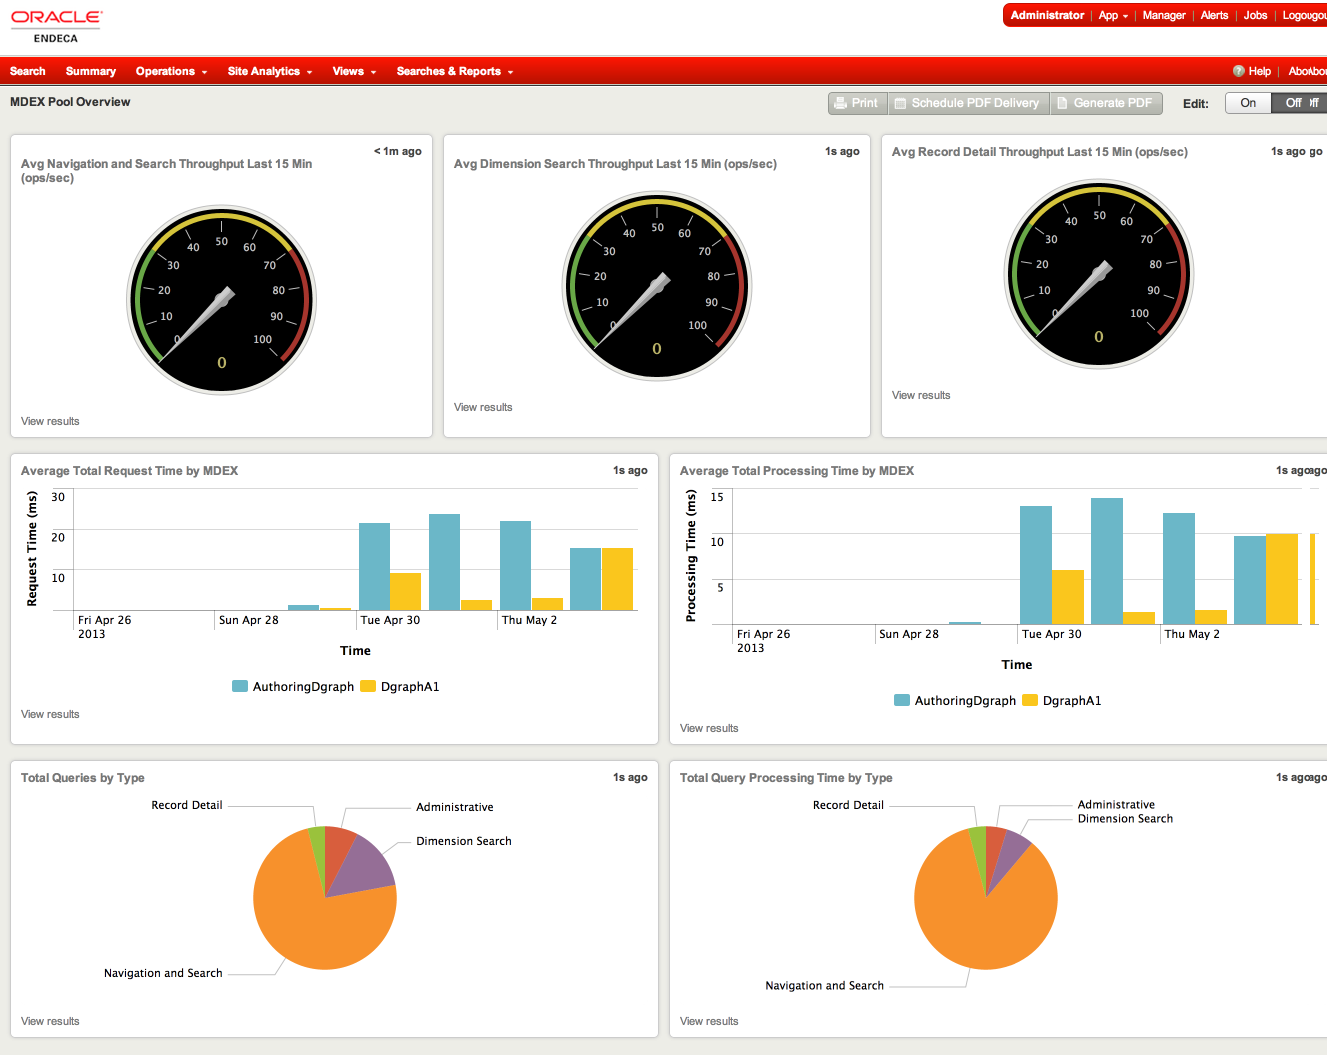 ORACLE
ENDECA
Administrator App Manager Alerts Jobs
Search Summary Operations Site Analytics Views Searches & Reports Help
MDEX Pool Overview Print Schedule PDF Delivery Generate PDF Edit: On Off
< 1m ago
Avg Navigation and Search Throughput Last 15 Min
(ops/sec)
0 10 20 30 40 50 60 70 80 90 100
0
View results
1s ago
Avg Dimension Search Throughput Last 15 Min (ops/sec)
0 10 20 30 40 50 60 70 80 90 100
0
View results
Avg Record Detail Throughput Last 15 Min (ops/sec) 1s ago go
0 10 20 30 40 50 60 70 80 90 100
0
View results
Average Total Request Time by MDEX 1s ago
Request Time (ms)
30
20
10
Fri Apr 26 Sun Apr 28 Tue Apr 30 Thu May 2
2013
Time
AuthoringDgraph DgraphA1
View results
Average Total Processing Time by MDEX 1s ago
Processing Time (ms)
15
10
5
Fri Apr 26 Sun Apr 28 Tue Apr 30 Thu May 2
2013
Time
AuthoringDgraph DgraphA1
View results
Total Queries by Type 1s ago
Record Detail
Administrative
Dimension Search
Navigation and Search
View results
Total Query Processing Time by Type 1s ago
Record Detail
Administrative
Dimension Search
Navigation and Search
View results